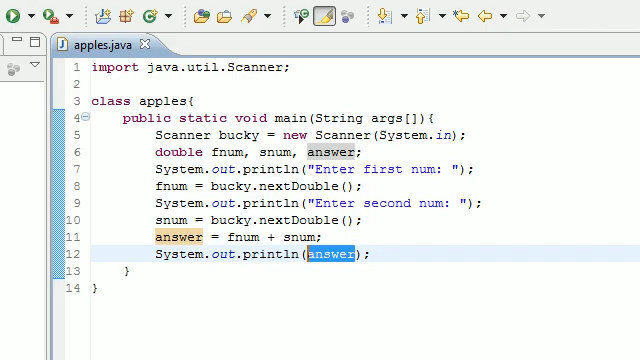 apples.java
1 import java.util.Scanner;
2
3 class apples{
4 public static void main(String args[]){
5 Scanner bucky = new Scanner(System.in);
6 double fnum, snum, answer;
7 System.out.println("Enter first num: ");
8 fnum = bucky.nextDouble();
9 System.out.println("Enter second num: ");
10 snum = bucky.nextDouble();
11 answer = fnum + snum;
12 System.out.println(answer);
13 }
14 }